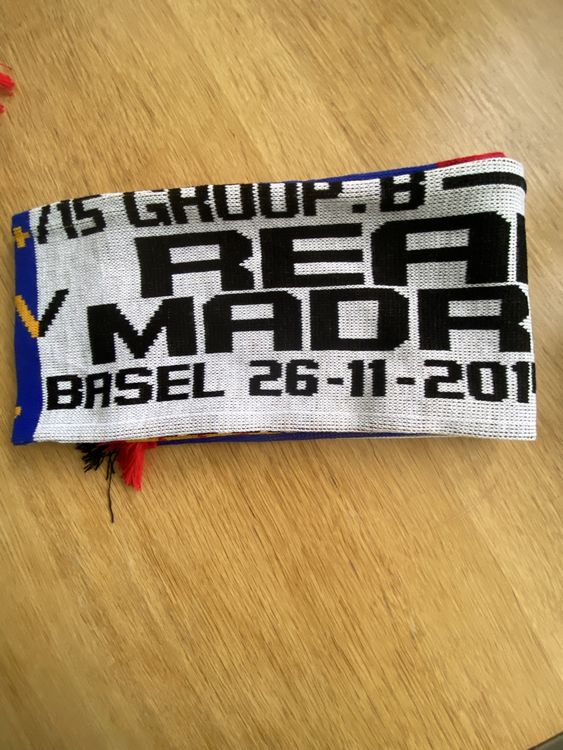 /15 GROUP.B
REA
V MADR
BASEL 26-11-201